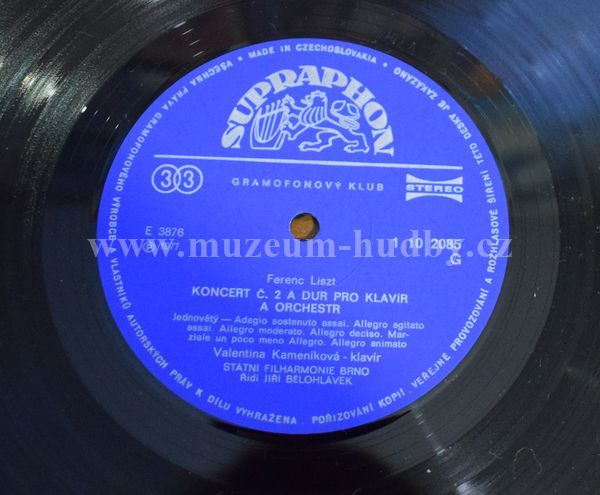 VŠECHNA PRÁVA GRAMOFONOVÉHO VÝROBCE A VLASTNÍKŮ AUTORSKÝCH PRÁV K DÍLU VYHRAŽENA. POŘIZOVÁNÍ KOPIÍ, VEŘEJNÉ PROVOZOVÁNÍ A ROZHLASOVÉ ŠÍŘENÍ TÉTO DESKY JE ZAKÁZÁNO • MADE IN CZECHOSLOVAKIA •
SUPRAPHON
33
GRAMOFONOVÝ KLUB
STEREO
E 3876
1 10 2085
Ⓟ 1977
G
www.muzeum-hudby.cz
Ferenc Liszt
KONCERT Č. 2 A DUR PRO KLAVÍR
A ORCHESTR
Jednovětý — Adagio sostenuto assai. Allegro agitato
assai. Allegro moderato. Allegro deciso. Mar-
ziale un poco meno Allegro. Allegro animato
Valentina Kameníková - klavír
STÁTNÍ FILHARMONIE BRNO
Řídí JIŘÍ BĚLOHLÁVEK